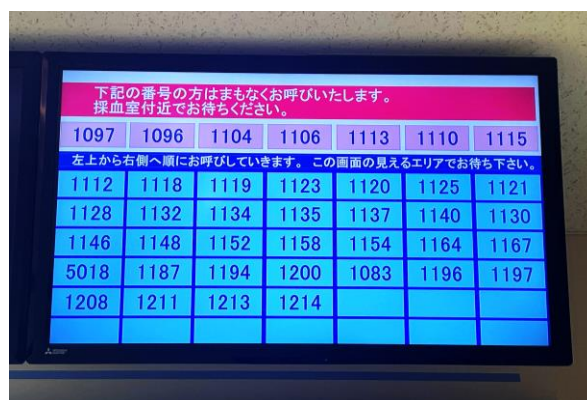 下記の番号の方はまもなくお呼びいたします。
採血室付近でお待ちください。
1097 1096 1104 1106 1113 1110 1115
左上から右側へ順にお呼びしていきます。 この画面の見えるエリアでお待ち下さい。
1112 1118 1119 1123 1120 1125 1121
1128 1132 1134 1135 1137 1140 1130
1146 1148 1152 1158 1154 1164 1167
5018 1187 1194 1200 1083 1196 1197
1208 1211 1213 1214